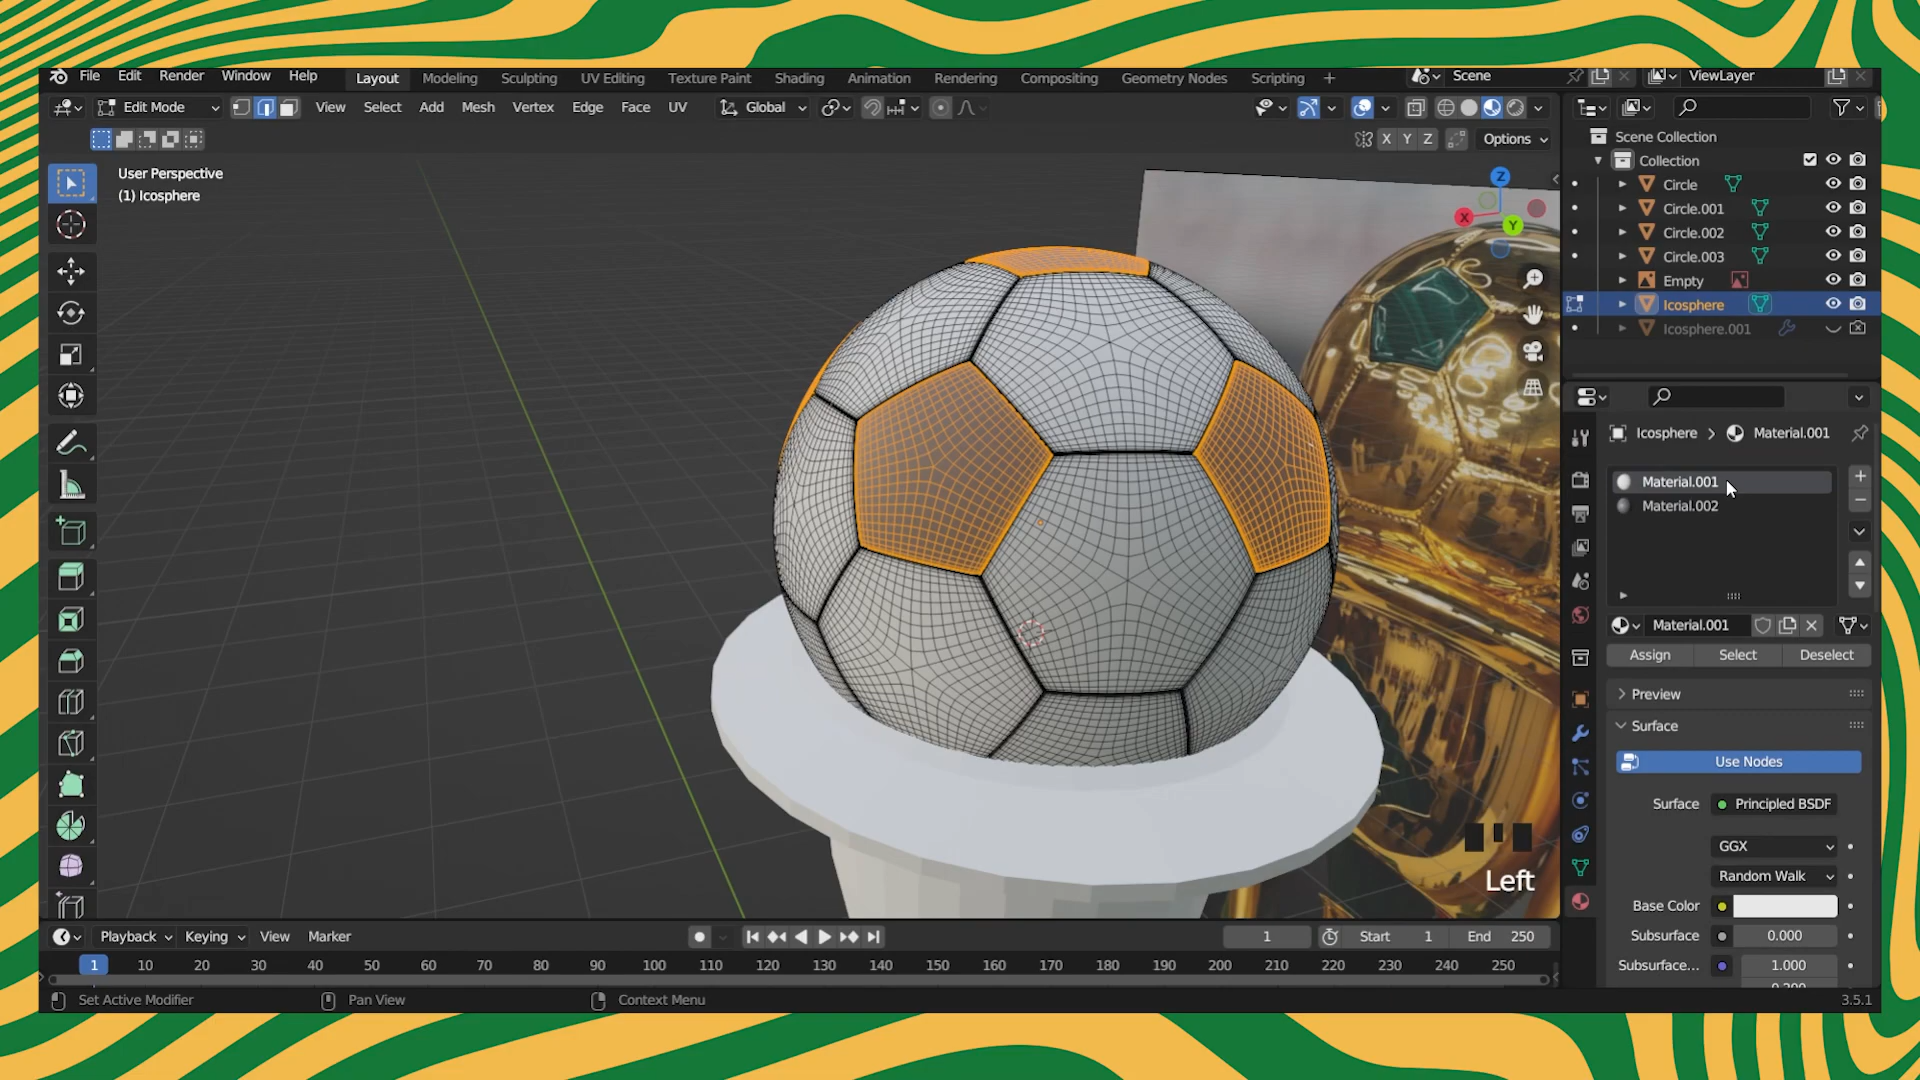 File Edit Render Window Help Layout Modeling Sculpting UV Editing Texture Paint Shading Animation Rendering Compositing Geometry Nodes Scripting + Scene ViewLayer
Edit Mode View Select Add Mesh Vertex Edge Face UV Global
X Y Z Options
User Perspective
(1) Icosphere
Z
X
Y
Scene Collection
Collection
Circle
Circle.001
Circle.002
Circle.003
Empty
Icosphere
Icosphere.001
Icosphere Material.001
Material.001
Material.002
Material.001
Assign Select Deselect
Preview
Surface
Use Nodes
Surface Principled BSDF
GGX
Random Walk
Base Color
Subsurface 0.000
Subsurface... 1.000
Left
Playback Keying View Marker 1 Start 1 End 250
1 10 20 30 40 50 60 70 80 90 100 110 120 130 140 150 160 170 180 190 200 210 220 230 240 250
Set Active Modifier Pan View Context Menu 3.5.1